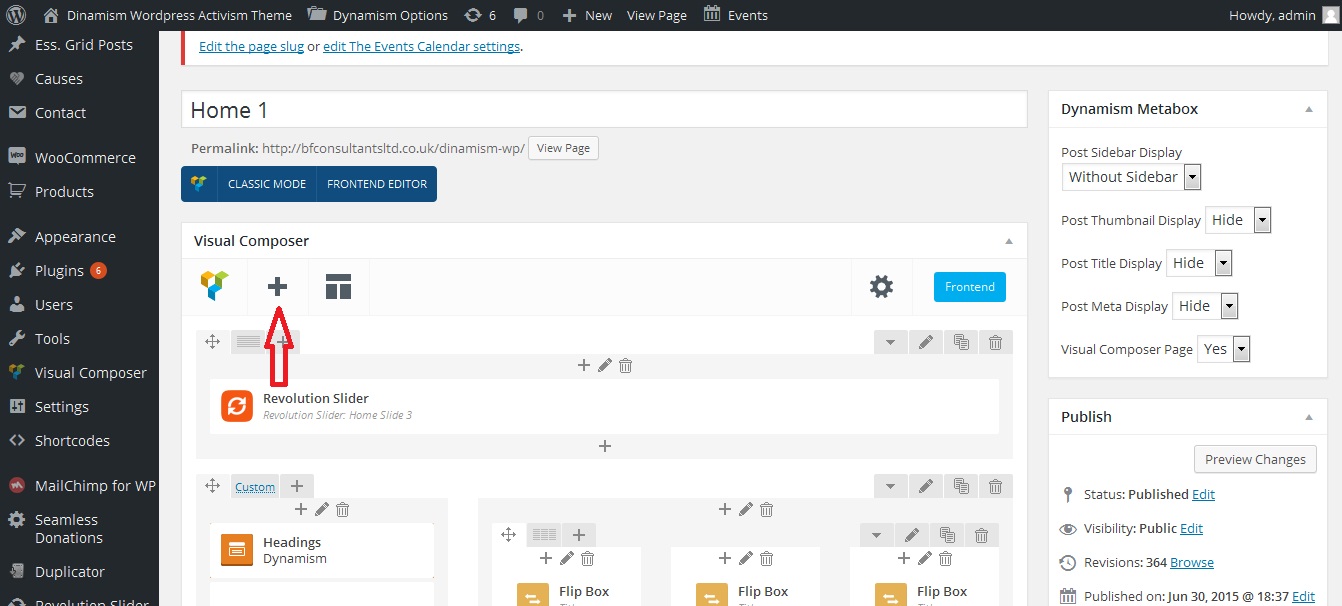 Dinamism Wordpress Activism Theme Dynamism Options 6 0 New View Page Events Howdy, admin
Ess. Grid Posts
Causes
Contact
WooCommerce
Products
Appearance
Plugins 6
Users
Tools
Visual Composer
Settings
Shortcodes
MailChimp for WP
Seamless
Donations
Duplicator
Revolution Slider
Edit the page slug or edit The Events Calendar settings.
Home 1
Permalink: http://bfconsultantsltd.co.uk/dinamism-wp/ View Page
CLASSIC MODE FRONTEND EDITOR
Visual Composer
Frontend
Revolution Slider
Revolution Slider: Home Slide 3
Custom
Headings
Dynamism
Flip Box Flip Box Flip Box
Dynamism Metabox
Post Sidebar Display
Without Sidebar
Post Thumbnail Display Hide
Post Title Display Hide
Post Meta Display Hide
Visual Composer Page Yes
Publish
Preview Changes
Status: Published Edit
Visibility: Public Edit
Revisions: 364 Browse
Published on: Jun 30, 2015 @ 18:37 Edit